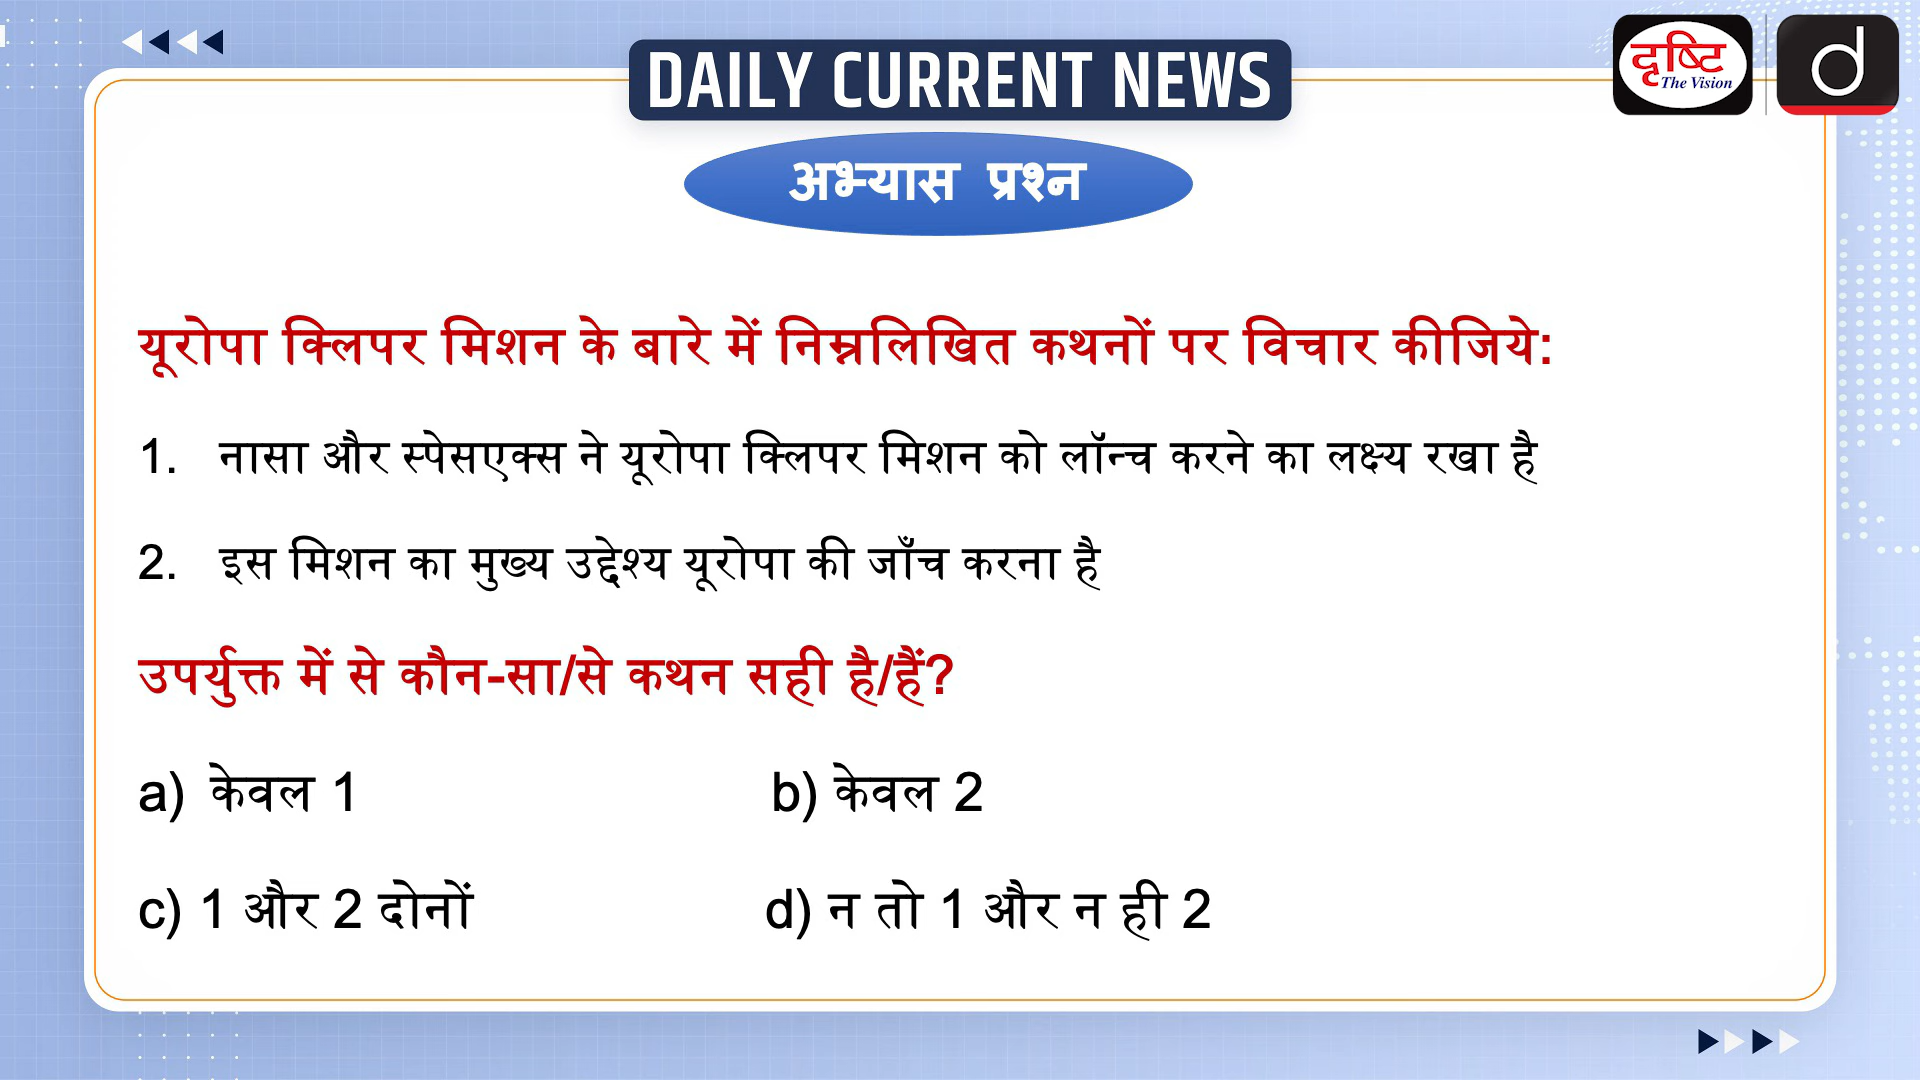 DAILY CURRENT NEWS
दृष्टि
The Vision
d
अभ्यास प्रश्न
यूरोपा क्लिपर मिशन के बारे में निम्नलिखित कथनों पर विचार कीजिये:
1. नासा और स्पेसएक्स ने यूरोपा क्लिपर मिशन को लॉन्च करने का लक्ष्य रखा है
2. इस मिशन का मुख्य उद्देश्य यूरोपा की जाँच करना है
उपर्युक्त में से कौन-सा/से कथन सही है/हैं?
a) केवल 1 b) केवल 2
c) 1 और 2 दोनों d) न तो 1 और न ही 2